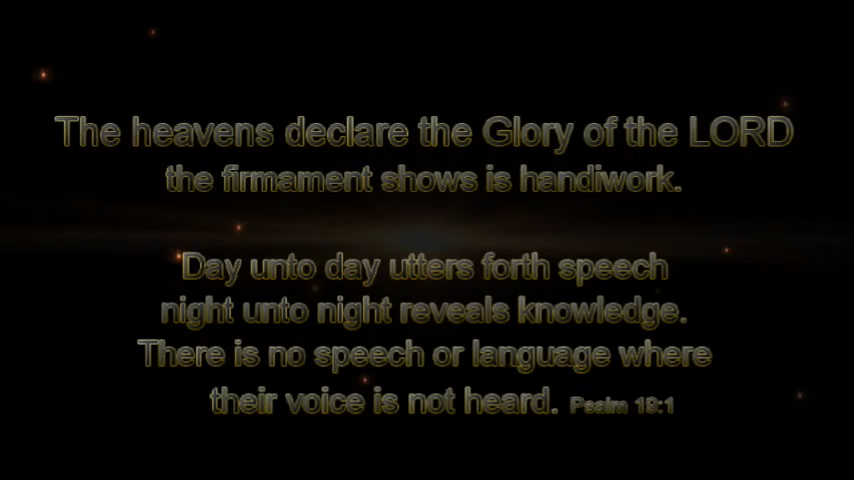 The heavens declare the Glory of the LORD
the firmament shows is handiwork.
Day unto day utters forth speech
night unto night reveals knowledge.
There is no speech or language where
their voice is not heard. Psalm 19:1